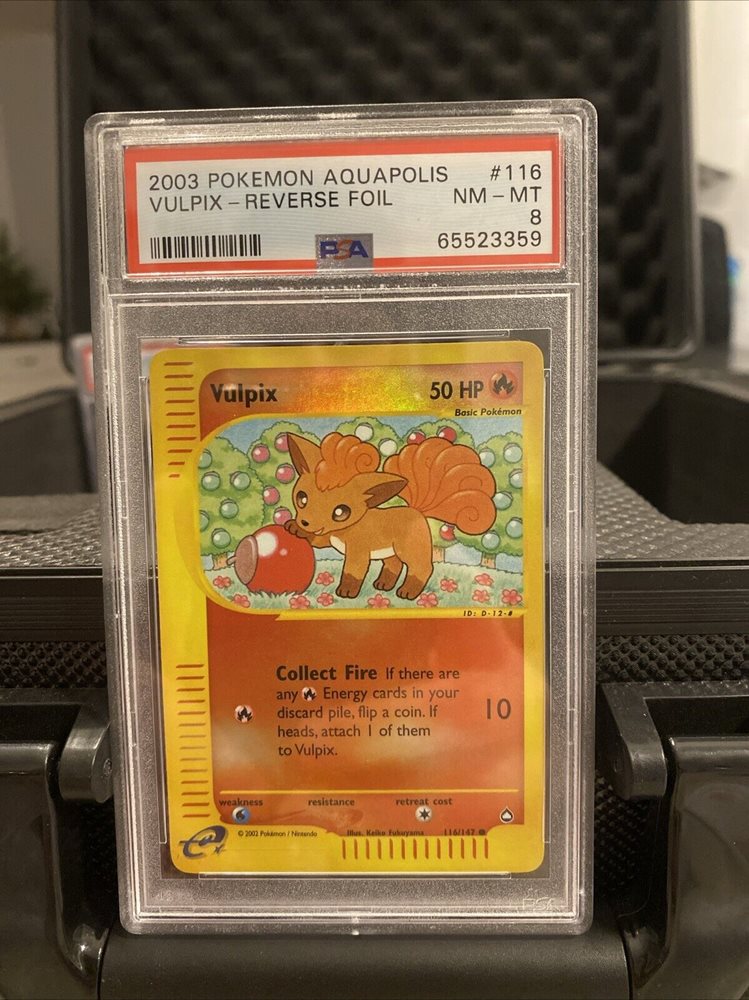 2003 POKEMON AQUAPOLIS #116
VULPIX - REVERSE FOIL NM - MT
8
PSA 65523359
Vulpix 50 HP
Basic Pokémon
ID: D-12-#
Collect Fire If there are
any Energy cards in your
discard pile, flip a coin. If
heads, attach 1 of them
to Vulpix.
10
weakness resistance retreat cost
© 2002 Pokémon / Nintendo Illus. Keiko Fukuyama 116/147
e
PSA